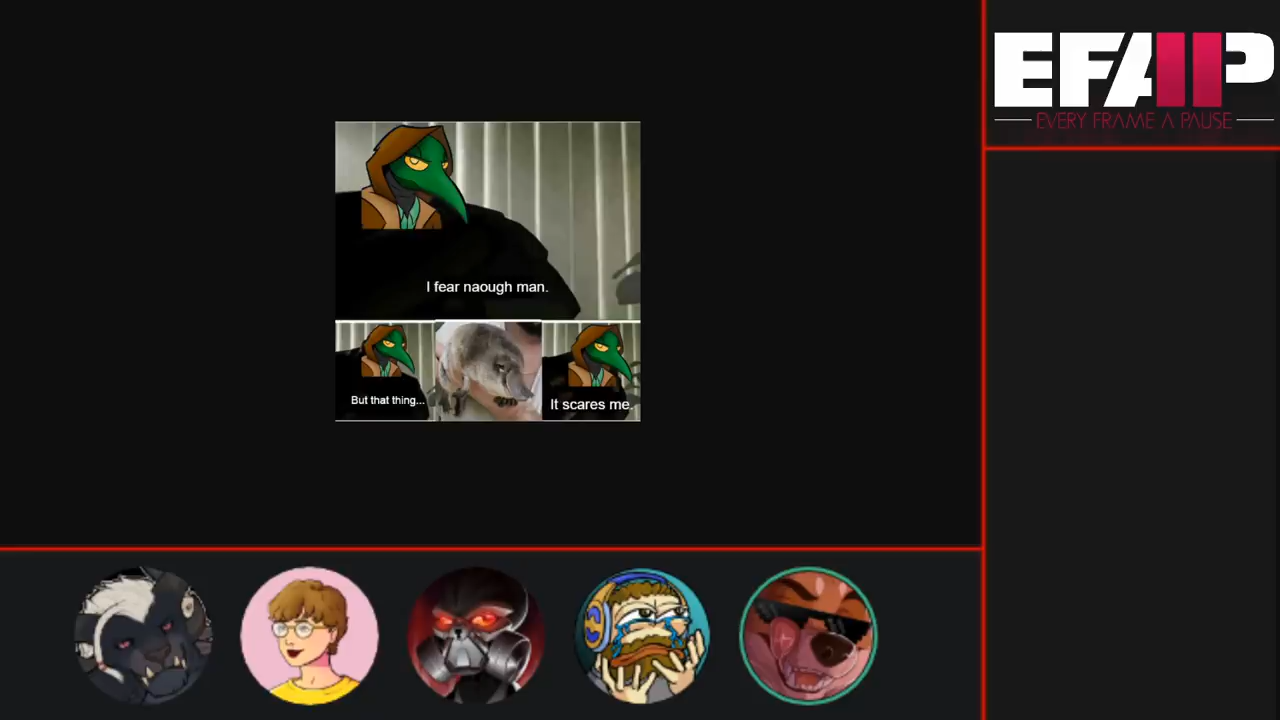 EFAP
EVERY FRAME A PAUSE
I fear naough man.
But that thing...
It scares me.